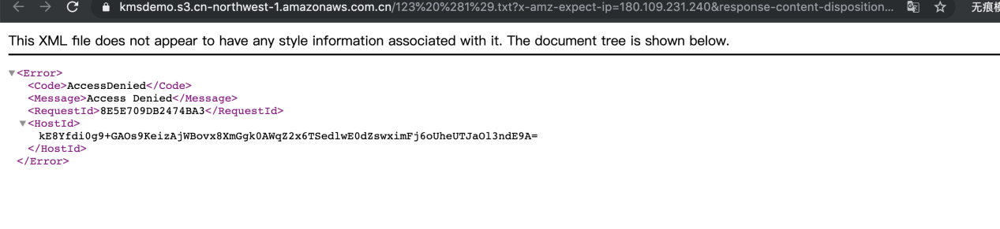 kmsdemo.s3.cn-northwest-1.amazonaws.com.cn/123%20%281%29.txt?x-amz-expect-ip=180.109.231.240&response-content-disposition... 无痕模
This XML file does not appear to have any style information associated with it. The document tree is shown below.
<Error>
<Code>AccessDenied</Code>
<Message>Access Denied</Message>
<RequestId>8E5E709DB2474BA3</RequestId>
<HostId>
kE8Yfdi0g9+GAOs9KeizAjWBovx8XmGgk0AWqZ2x6TSedlwE0dZswximFj6oUheUTJaOl3ndE9A=
</HostId>
</Error>